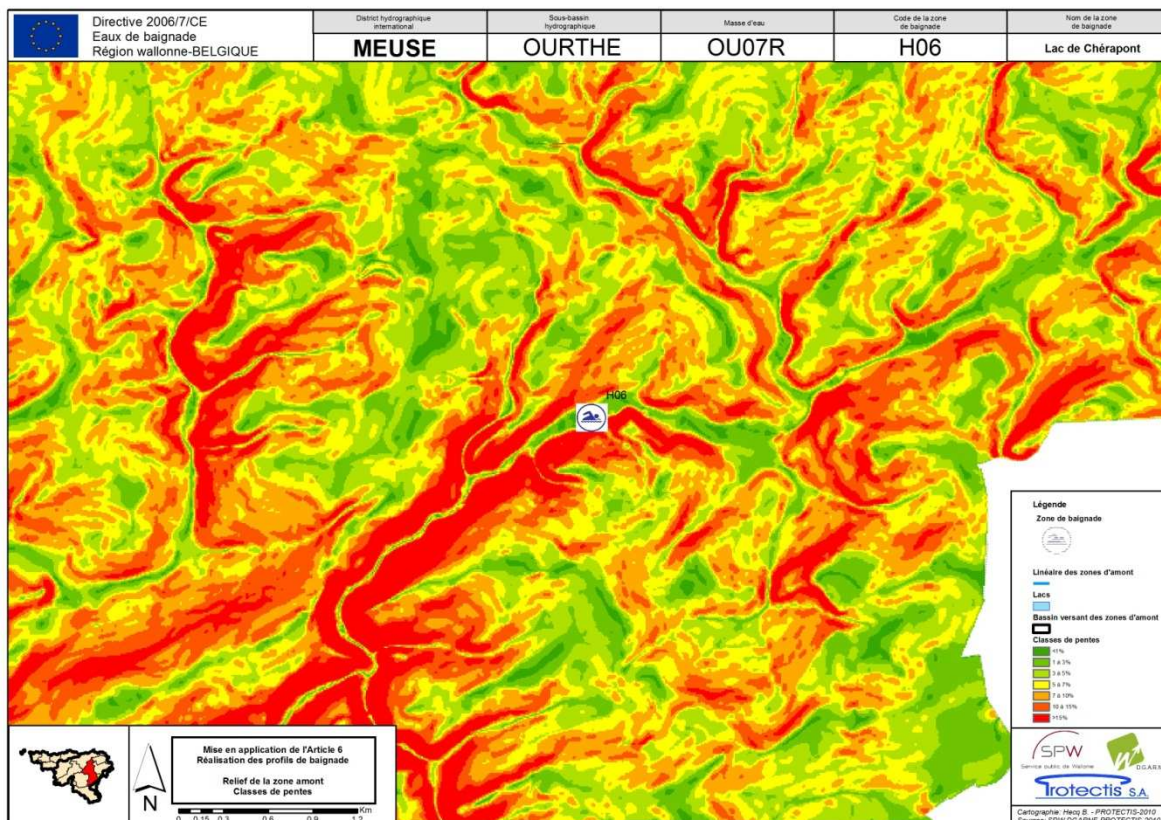 Directive 2006/7/CE
Eaux de baignade
Région wallonne-BELGIQUE
District hydrographique
international
MEUSE
Sous-bassin
hydrographique
OURTHE
Masse d'eau
OU07R
Code de la zone
de baignade
H06
Nom de la zone
de baignade
Lac de Chérapont
H06
Légende
Zone de baignade
Linéaire des zones d'amont
Lacs
Bassin versant des zones d'amont
Classes de pentes
<1%
1 à 3%
3 à 5%
5 à 7%
7 à 10%
10 à 15%
>15%
SPW
Service public de Wallonie
DGARNE
Protectis S.A.
Cartographie: Hecq B. - PROTECTIS-2010
Sources: SPW-DGARNE-PROTECTIS-2010
N
Mise en application de l'Article 6
Réalisation des profils de baignade
Relief de la zone amont
Classes de pentes
Km
0 0.15 0.3 0.6 0.9 1.2